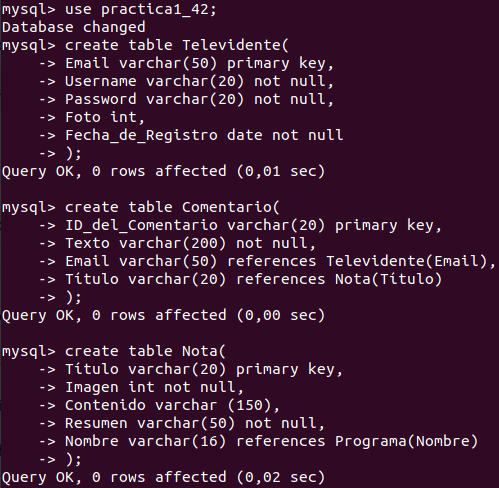 mysql> use practica1_42;
Database changed
mysql> create table Televidente(
    -> Email varchar(50) primary key,
    -> Username varchar(20) not null,
    -> Password varchar(20) not null,
    -> Foto int,
    -> Fecha_de_Registro date not null
    -> );
Query OK, 0 rows affected (0,01 sec)

mysql> create table Comentario(
    -> ID_del_Comentario varchar(20) primary key,
    -> Texto varchar(200) not null,
    -> Email varchar(50) references Televidente(Email),
    -> Título varchar(20) references Nota(Título)
    -> );
Query OK, 0 rows affected (0,00 sec)

mysql> create table Nota(
    -> Título varchar(20) primary key,
    -> Imagen int not null,
    -> Contenido varchar (150),
    -> Resumen varchar(50) not null,
    -> Nombre varchar(16) references Programa(Nombre)
    -> );
Query OK, 0 rows affected (0,02 sec)